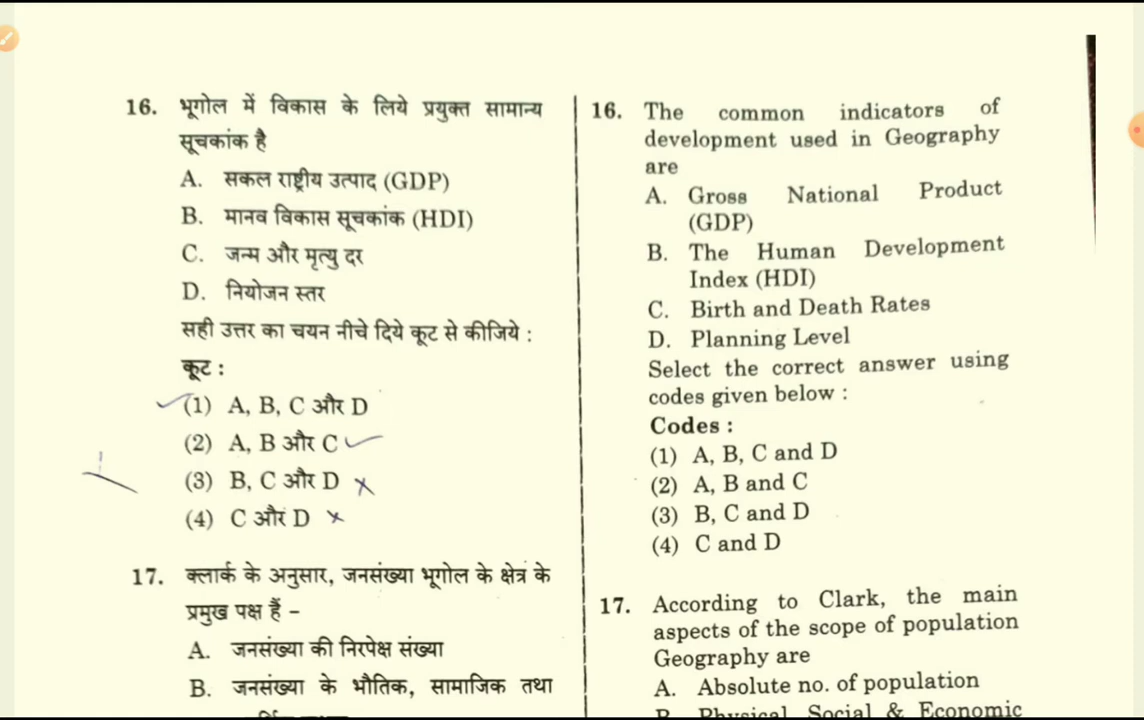 16. भूगोल में विकास के लिये प्रयुक्त सामान्य
सूचकांक है
A. सकल राष्ट्रीय उत्पाद (GDP)
B. मानव विकास सूचकांक (HDI)
C. जन्म और मृत्यु दर
D. नियोजन स्तर
सही उत्तर का चयन नीचे दिये कूट से कीजिये :
कूट :
(1) A, B, C और D
(2) A, B और C
(3) B, C और D
(4) C और D
17. क्लार्क के अनुसार, जनसंख्या भूगोल के क्षेत्र के
प्रमुख पक्ष हैं –
A. जनसंख्या की निरपेक्ष संख्या
B. जनसंख्या के भौतिक, सामाजिक तथा
16. The common indicators of
development used in Geography
are
A. Gross National Product
(GDP)
B. The Human Development
Index (HDI)
C. Birth and Death Rates
D. Planning Level
Select the correct answer using
codes given below :
Codes :
(1) A, B, C and D
(2) A, B and C
(3) B, C and D
(4) C and D
17. According to Clark, the main
aspects of the scope of population
Geography are
A. Absolute no. of population
B. Physical Social & Economic